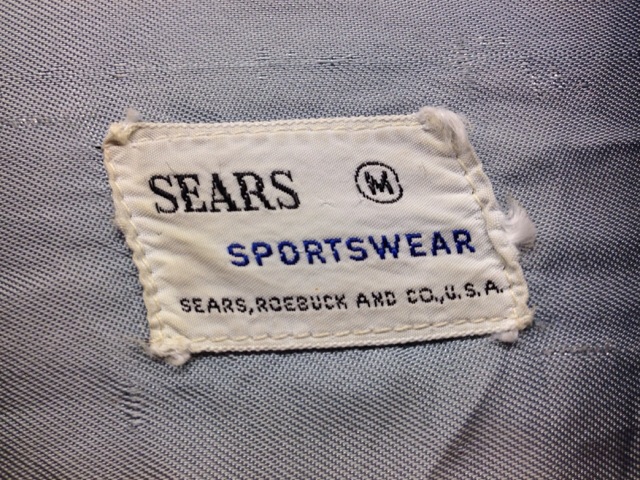 SEARS M
SPORTSWEAR
SEARS, ROEBUCK AND CO., U.S.A.